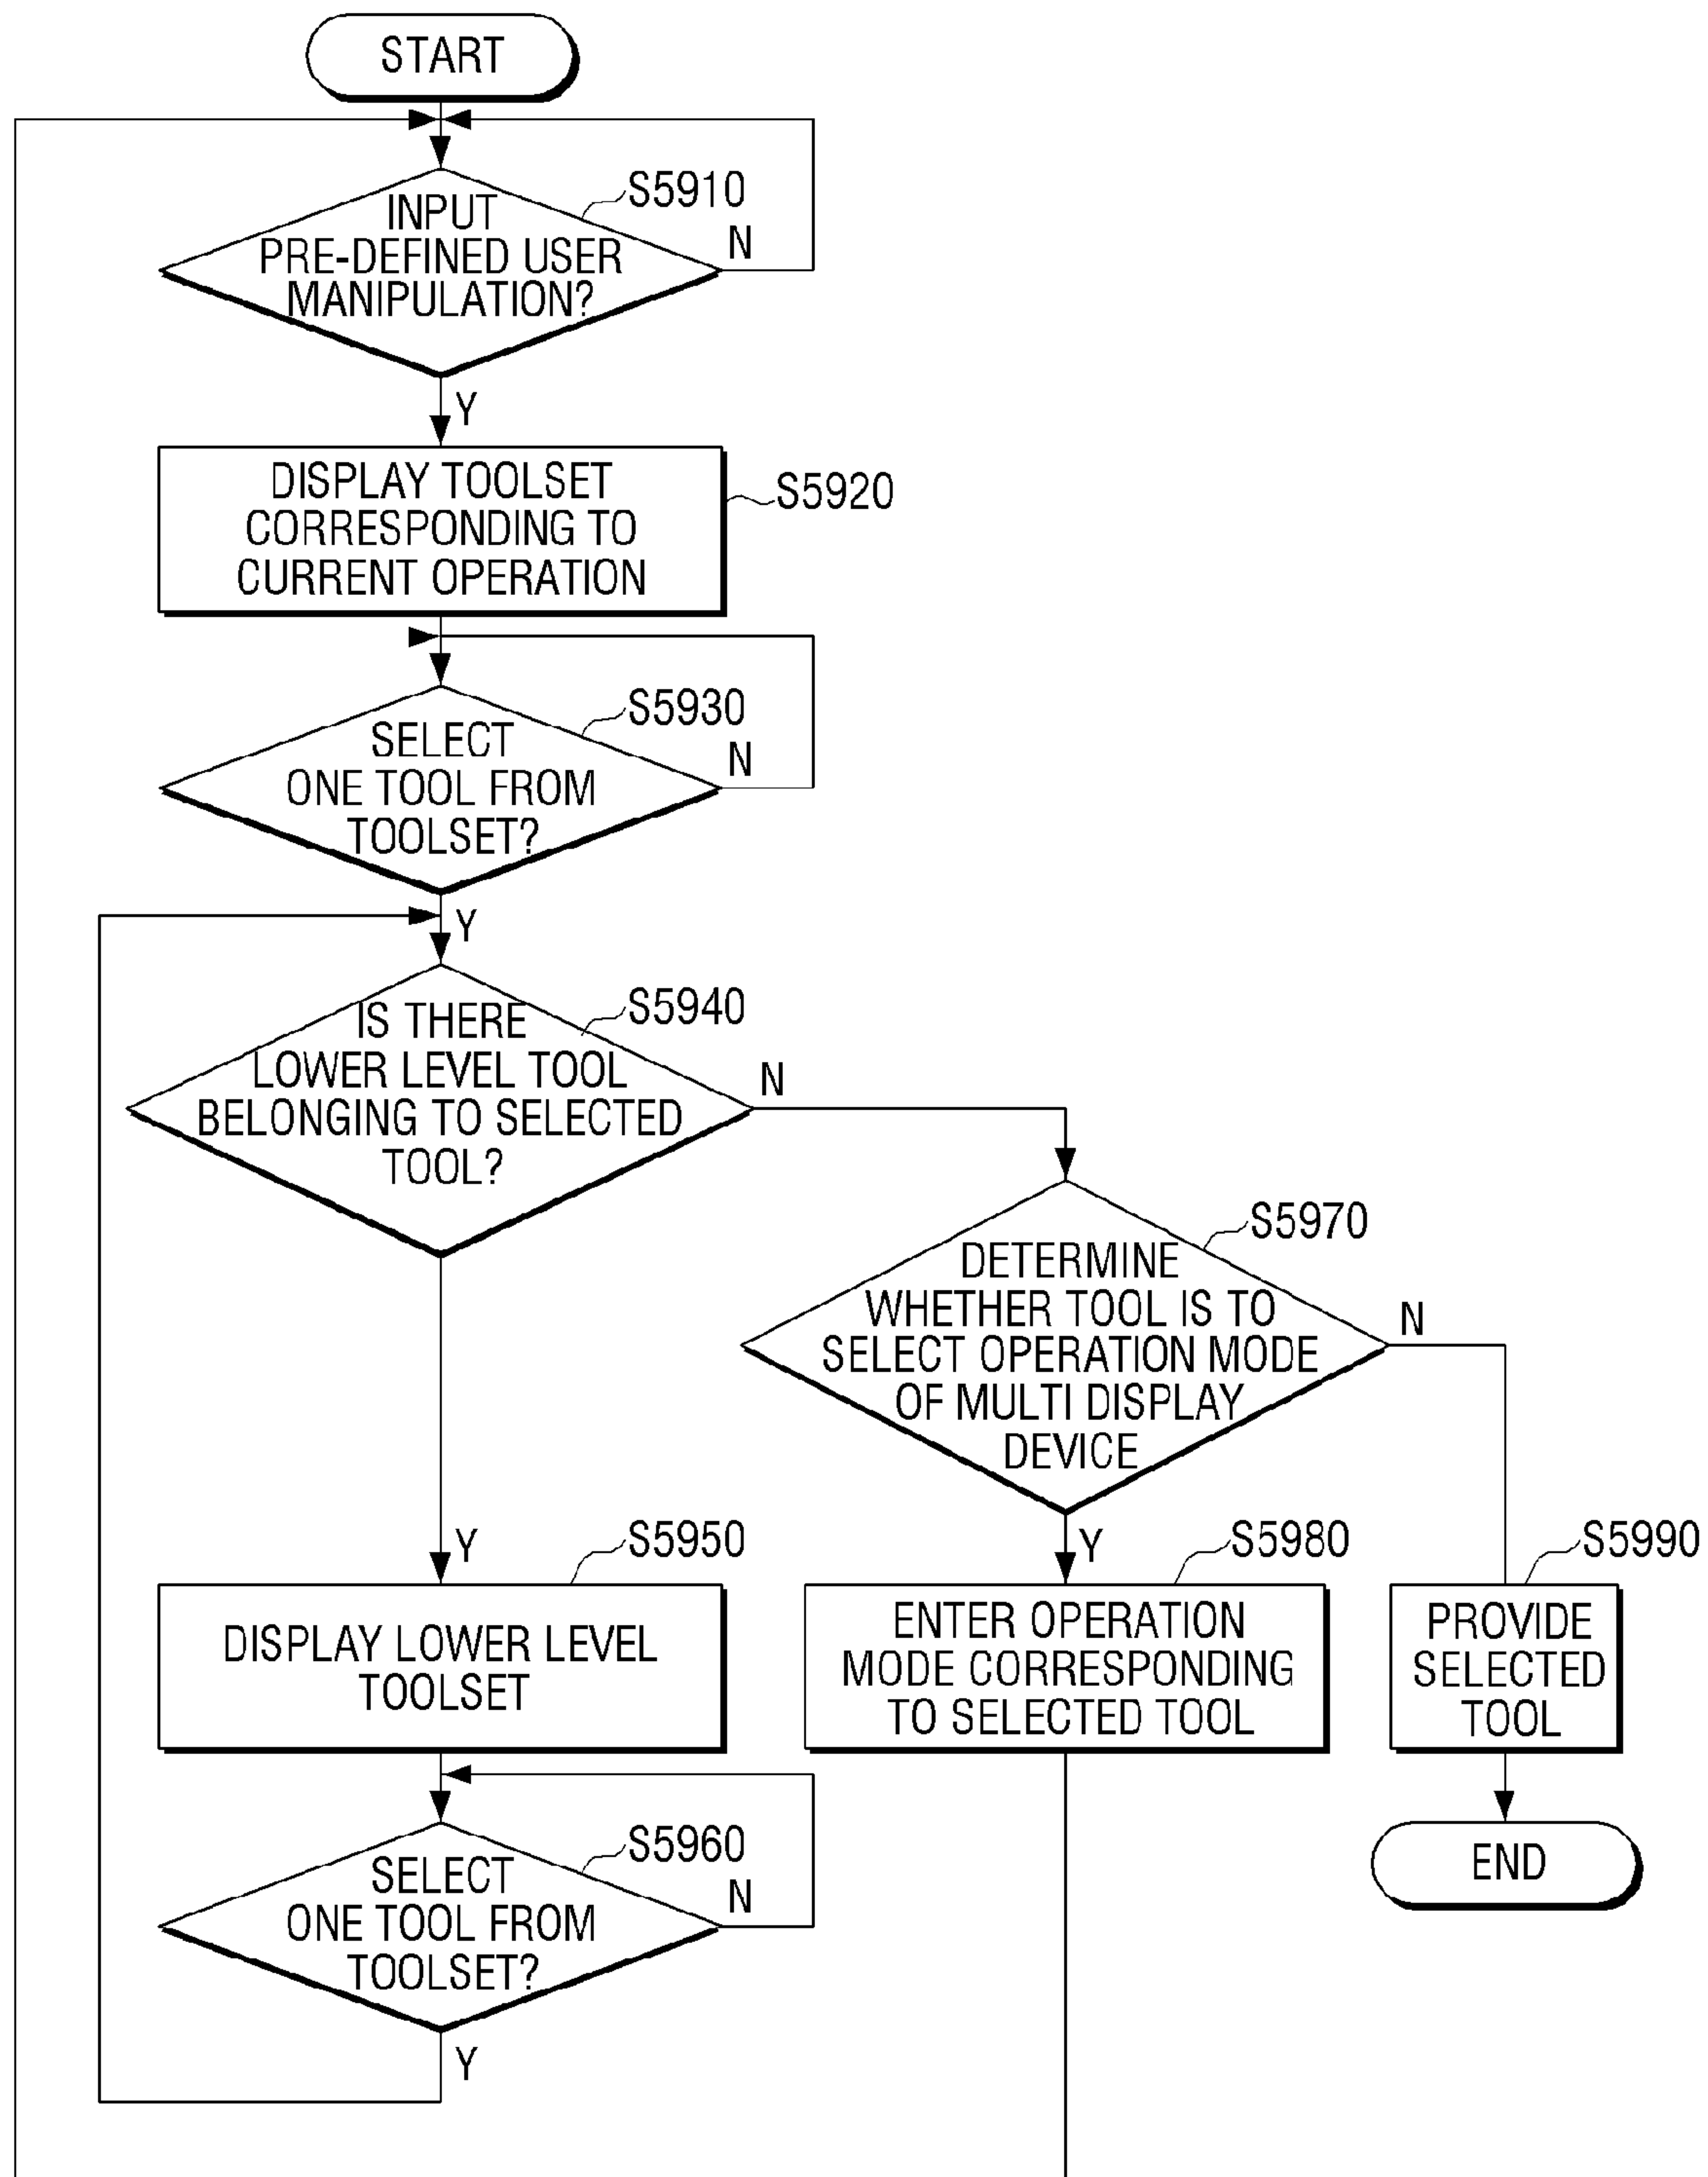 START
S5910
INPUT
PRE-DEFINED USER
MANIPULATION?
N
Y
DISPLAY TOOLSET
CORRESPONDING TO
CURRENT OPERATION
S5920
S5930
SELECT
ONE TOOL FROM
TOOLSET?
N
Y
S5940
IS THERE
LOWER LEVEL TOOL
BELONGING TO SELECTED
TOOL?
N
S5970
DETERMINE
WHETHER TOOL IS TO
SELECT OPERATION MODE
OF MULTI DISPLAY
DEVICE
N
Y
S5950
DISPLAY LOWER LEVEL
TOOLSET
Y
S5980
ENTER OPERATION
MODE CORRESPONDING
TO SELECTED TOOL
S5990
PROVIDE
SELECTED
TOOL
S5960
SELECT
ONE TOOL FROM
TOOLSET?
N
Y
END